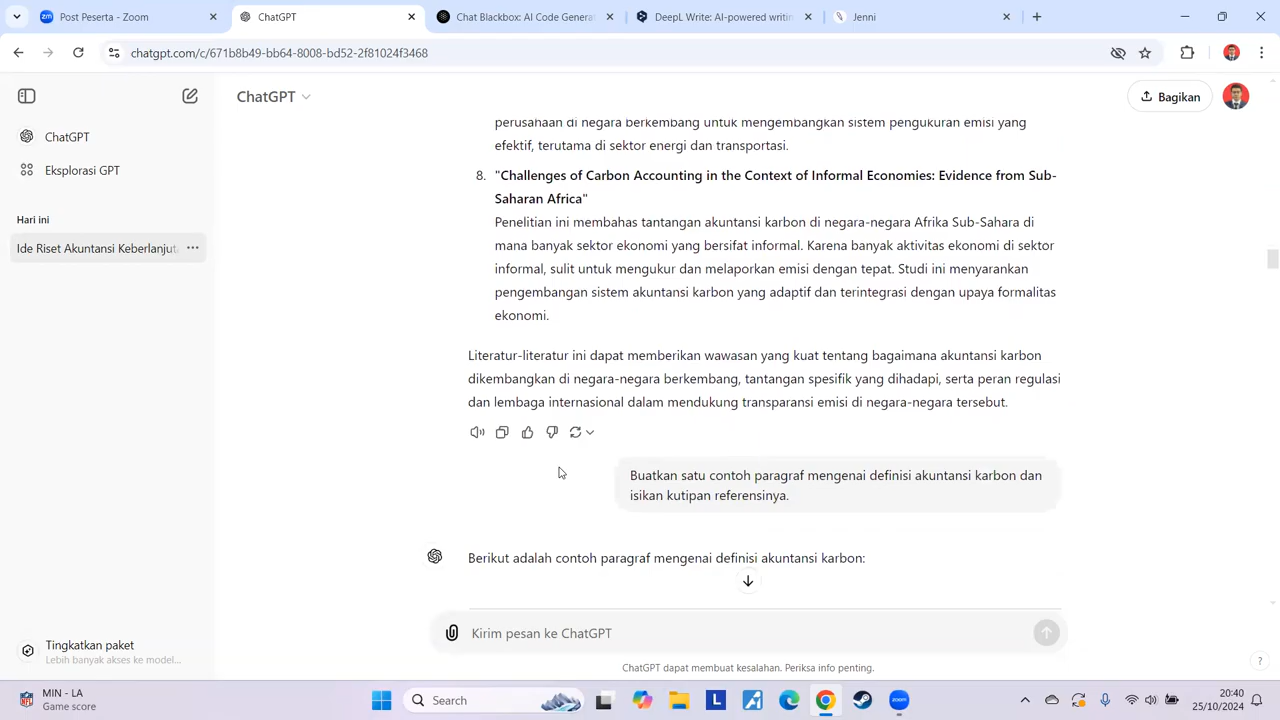 Post Peserta - Zoom
ChatGPT
Chat Blackbox: AI Code Genera
DeepL Write: AI-powered writin
Jenni
chatgpt.com/c/671b8b49-bb64-8008-bd52-2f81024f3468
ChatGPT
Bagikan
ChatGPT
Eksplorasi GPT
Hari ini
Ide Riset Akuntansi Keberlanjuta
perusahaan di negara berkembang untuk mengembangkan sistem pengukuran emisi yang
efektif, terutama di sektor energi dan transportasi.
8. "Challenges of Carbon Accounting in the Context of Informal Economies: Evidence from Sub-
Saharan Africa"
Penelitian ini membahas tantangan akuntansi karbon di negara-negara Afrika Sub-Sahara di
mana banyak sektor ekonomi yang bersifat informal. Karena banyak aktivitas ekonomi di sektor
informal, sulit untuk mengukur dan melaporkan emisi dengan tepat. Studi ini menyarankan
pengembangan sistem akuntansi karbon yang adaptif dan terintegrasi dengan upaya formalitas
ekonomi.
Literatur-literatur ini dapat memberikan wawasan yang kuat tentang bagaimana akuntansi karbon
dikembangkan di negara-negara berkembang, tantangan spesifik yang dihadapi, serta peran regulasi
dan lembaga internasional dalam mendukung transparansi emisi di negara-negara tersebut.
Buatkan satu contoh paragraf mengenai definisi akuntansi karbon dan
isikan kutipan referensinya.
Berikut adalah contoh paragraf mengenai definisi akuntansi karbon:
Kirim pesan ke ChatGPT
ChatGPT dapat membuat kesalahan. Periksa info penting.
Tingkatkan paket
Lebih banyak akses ke model...
?
MIN - LA
Game score
Search
20:40
25/10/2024